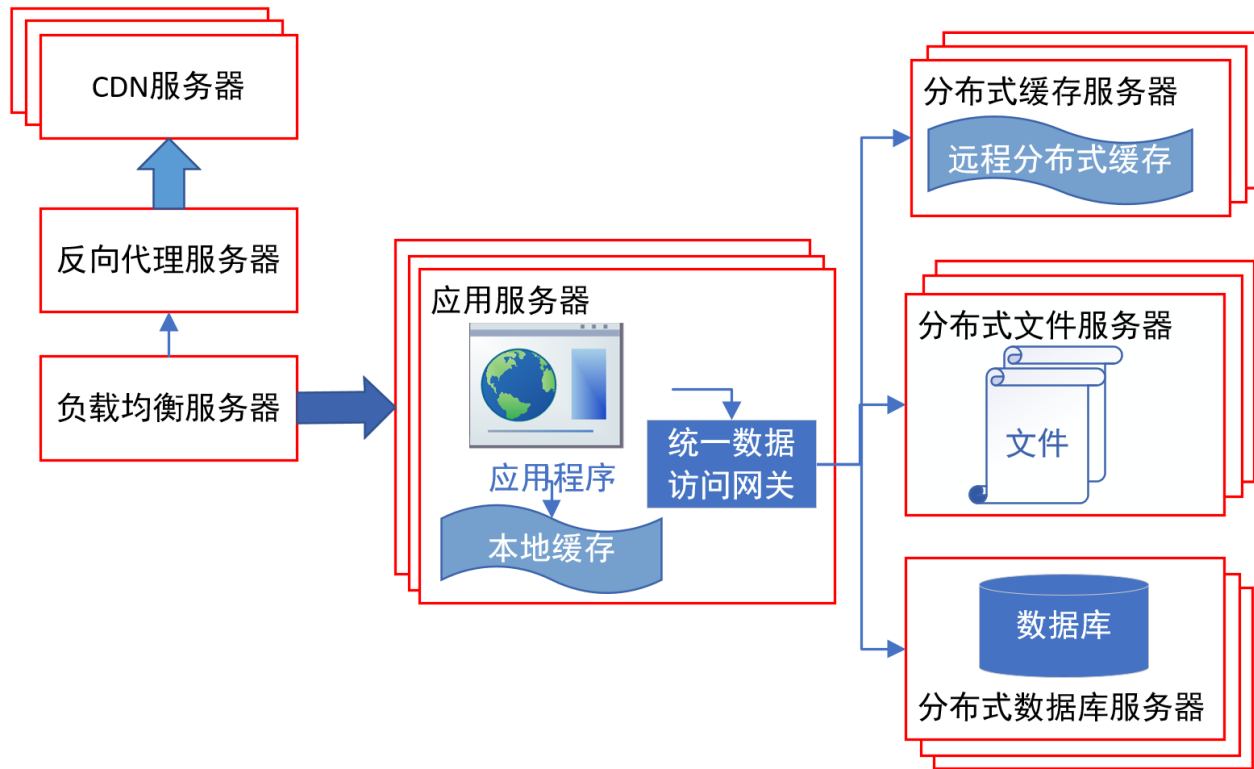 CDN服务器
反向代理服务器
负载均衡服务器
应用服务器
应用程序
本地缓存
统一数据
访问网关
分布式缓存服务器
远程分布式缓存
分布式文件服务器
文件
数据库
分布式数据库服务器